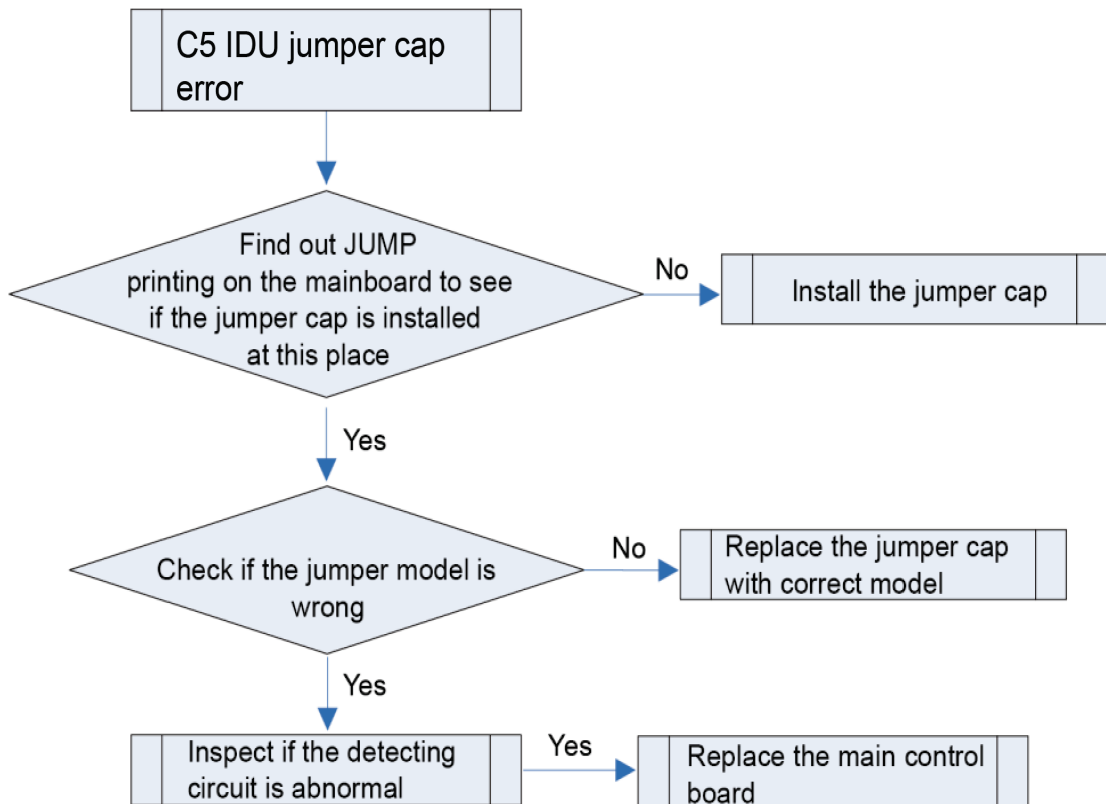 C5 IDU jumper cap
error
Find out JUMP
printing on the mainboard to see
if the jumper cap is installed
at this place
No
Install the jumper cap
Yes
Check if the jumper model is
wrong
No
Replace the jumper cap
with correct model
Yes
Inspect if the detecting
circuit is abnormal
Yes
Replace the main control
board